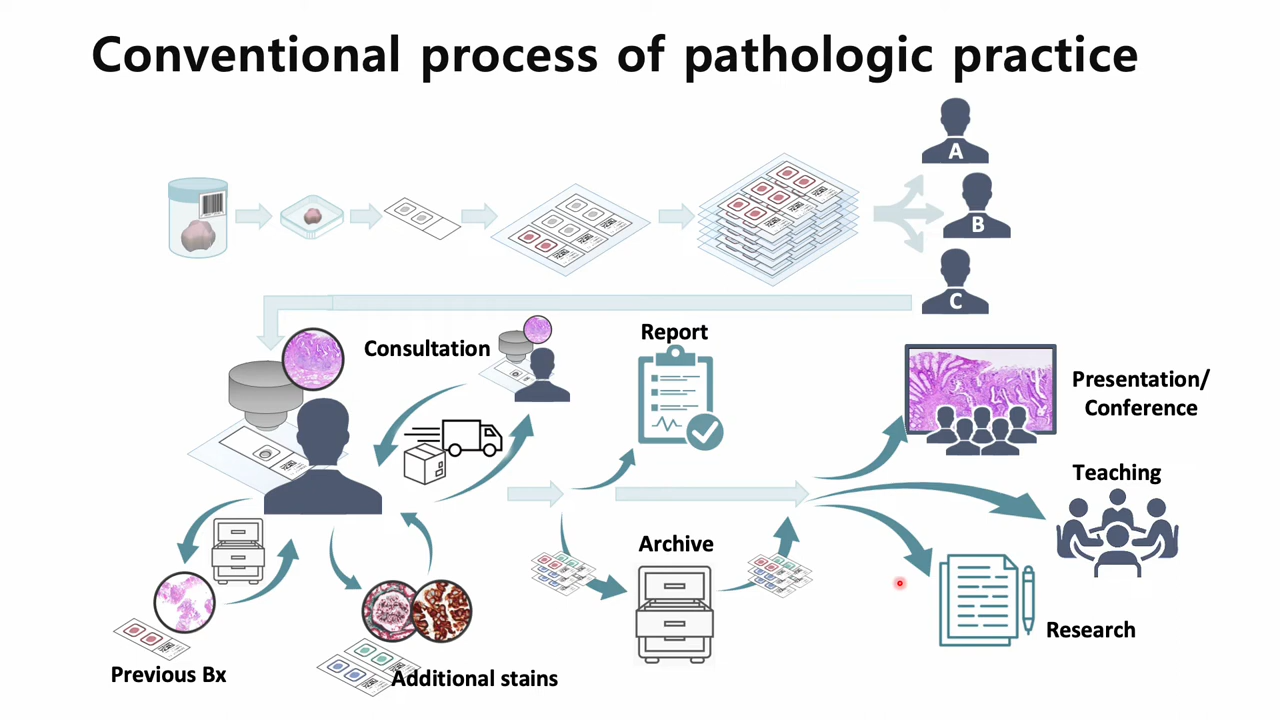 Conventional process of pathologic practice
A
B
C
Consultation
Report
Presentation/
Conference
Teaching
Archive
Research
Previous Bx
Additional stains